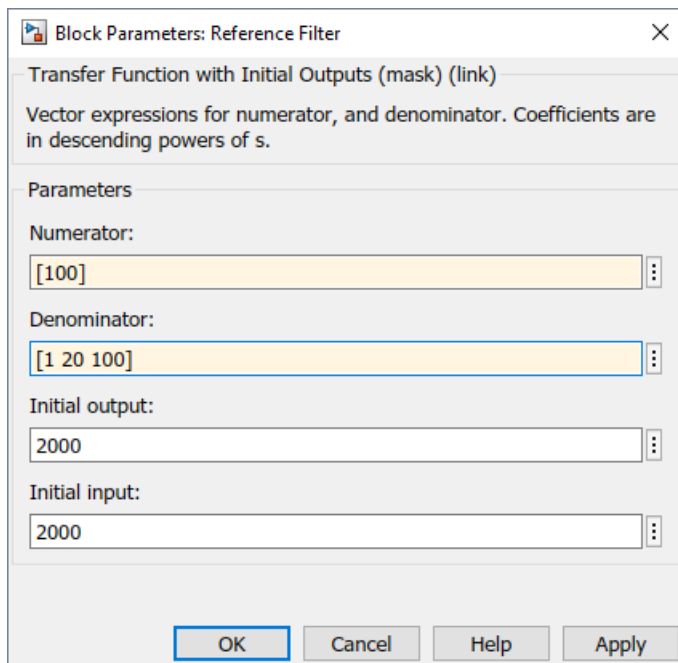 Block Parameters: Reference Filter
Transfer Function with Initial Outputs (mask) (link)
Vector expressions for numerator, and denominator. Coefficients are
in descending powers of s.
Parameters
Numerator:
[100]
Denominator:
[1 20 100]
Initial output:
2000
Initial input:
2000
OK Cancel Help Apply